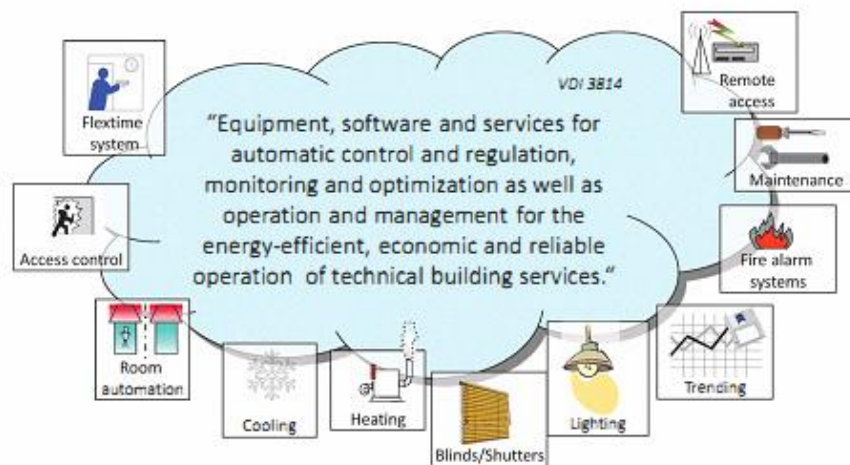 VDI 3814
Flextime
system
"Equipment, software and services for
automatic control and regulation,
monitoring and optimization as well as
operation and management for the
energy-efficient, economic and reliable
operation of technical building services.“
Remote
access
Maintenance
Access control
Fire alarm
systems
Room
automation
Cooling
Heating
Blinds/Shutters
Lighting
Trending